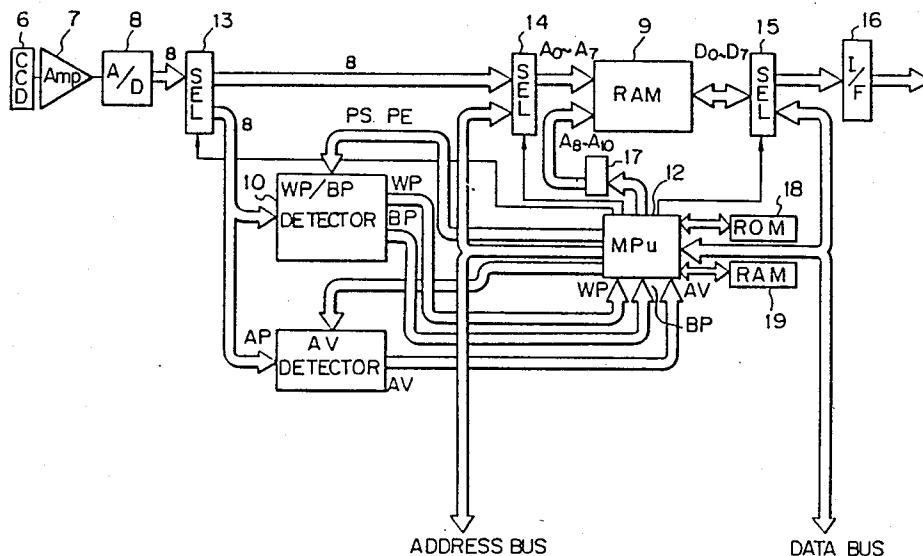 6 7 8 13 14 9 15 16
CCD
Amp
A/D
8
SEL
8
8
SEL
A0~A7
RAM
D0~D7
SEL
I/F
PS. PE
A8~A10
17
12
10
WP/BP
DETECTOR
WP
BP
MPu
18
ROM
RAM
19
WP
BP
AV
AP
AV
DETECTOR
AV
ADDRESS BUS
DATA BUS